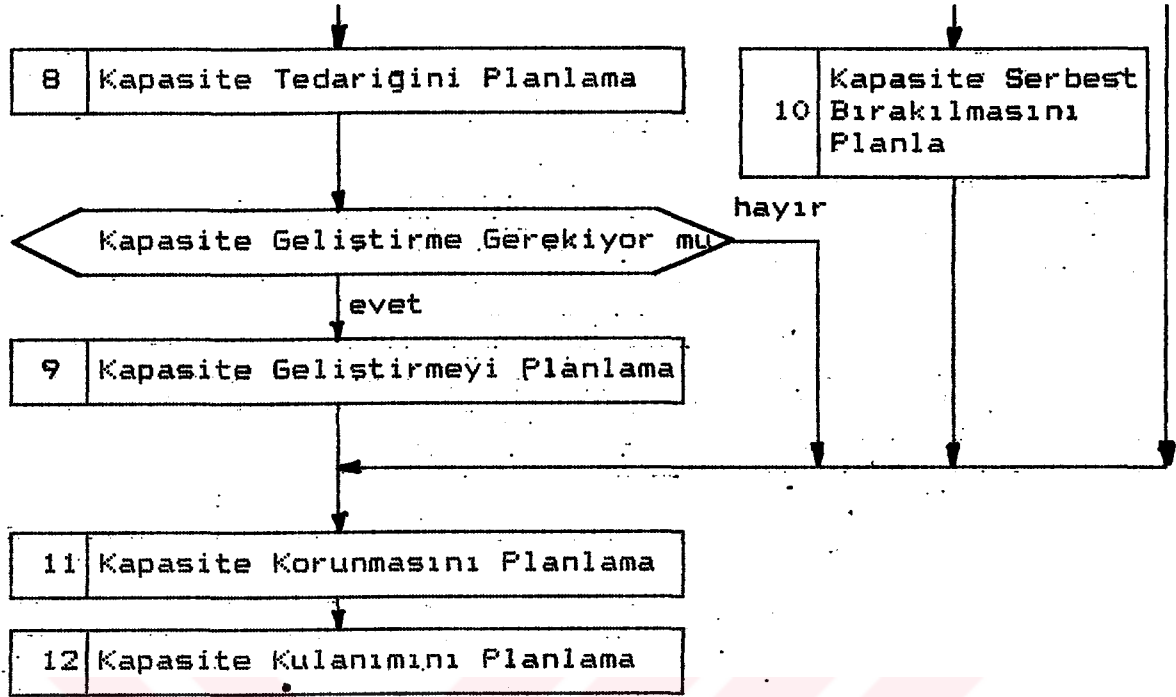 8 Kapasite Tedariğini Planlama
10 Kapasite Serbest
Bırakılmasını
Planla
hayır
Kapasite Geliştirme Gerekiyor mu
evet
9 Kapasite Geliştirmeyi Planlama
11 Kapasite Korunmasını Planlama
12 Kapasite Kulanımını Planlama